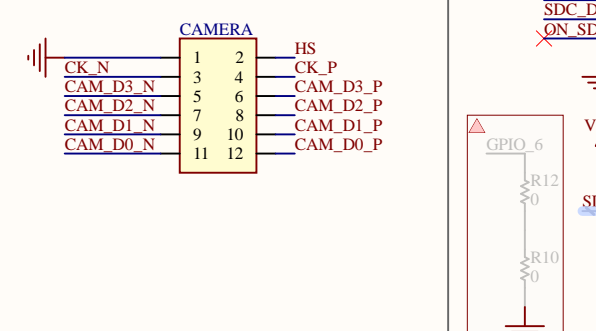 CAMERA
1 2 HS
CK_N 3 4 CK_P
CAM_D3_N 5 6 CAM_D3_P
CAM_D2_N 7 8 CAM_D2_P
CAM_D1_N 9 10 CAM_D1_P
CAM_D0_N 11 12 CAM_D0_P
SDC_D
ON_SD
GPIO_6
R12
0
R10
0
V